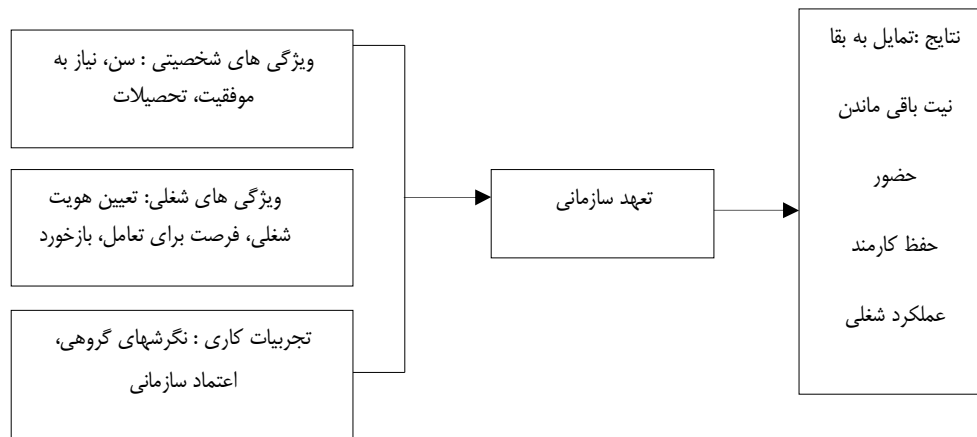 ویژگی های شخصیتی : سن، نیاز به
موفقیت، تحصیلات
ویژگی های شغلی: تعیین هویت
شغلی، فرصت برای تعامل، بازخورد
تجربیات کاری : نگرشهای گروهی،
اعتماد سازمانی
تعهد سازمانی
نتایج :تمایل به بقا
نیت باقی ماندن
حضور
حفظ کارمند
عملکرد شغلی